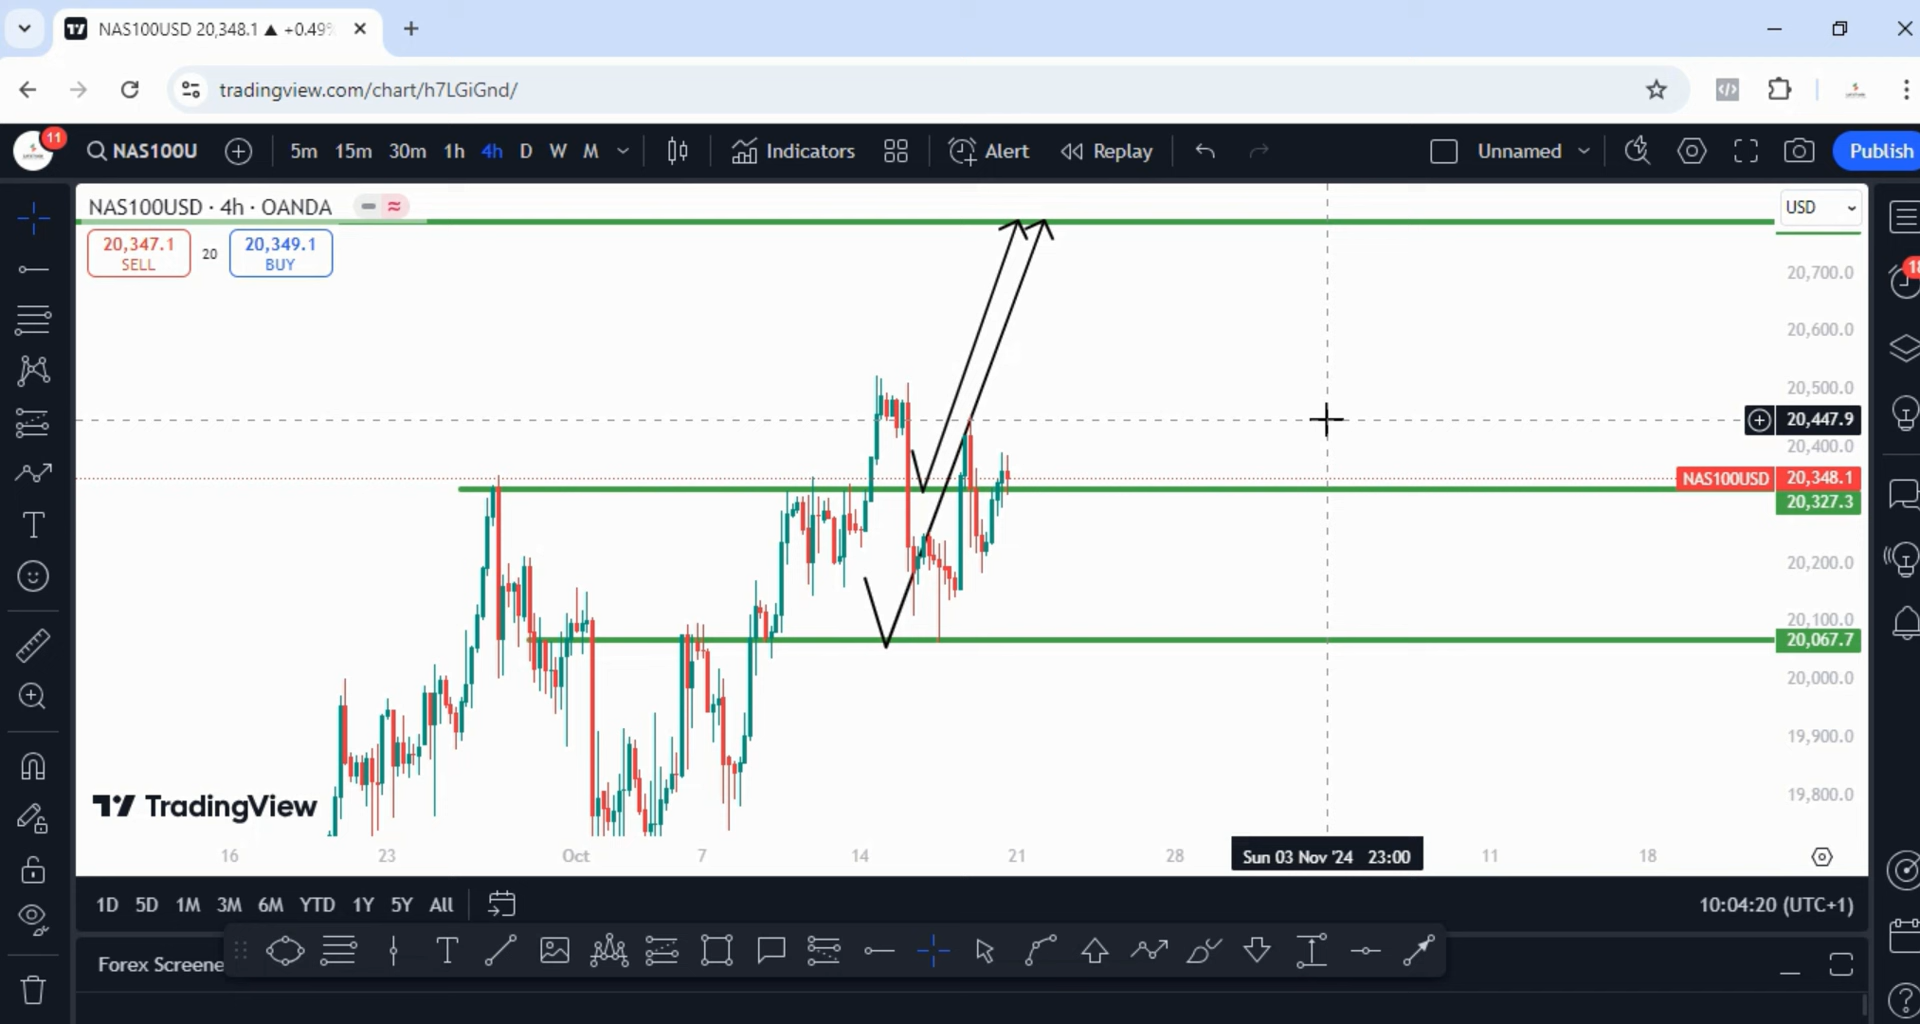 NAS100USD 20,348.1 ▲ +0.49%
tradingview.com/chart/h7LGiGnd/
11
NAS100U 5m 15m 30m 1h 4h D W M Indicators Alert Replay Unnamed Publish
NAS100USD · 4h · OANDA
USD
20,347.1
SELL
20
20,349.1
BUY
20,700.0
20,600.0
20,500.0
20,447.9
20,400.0
NAS100USD 20,348.1
20,327.3
20,200.0
20,100.0
20,067.7
20,000.0
19,900.0
19,800.0
TradingView
16 23 Oct 7 14 21 28 Sun 03 Nov '24 23:00 11 18
1D 5D 1M 3M 6M YTD 1Y 5Y All
10:04:20 (UTC+1)
Forex Screene